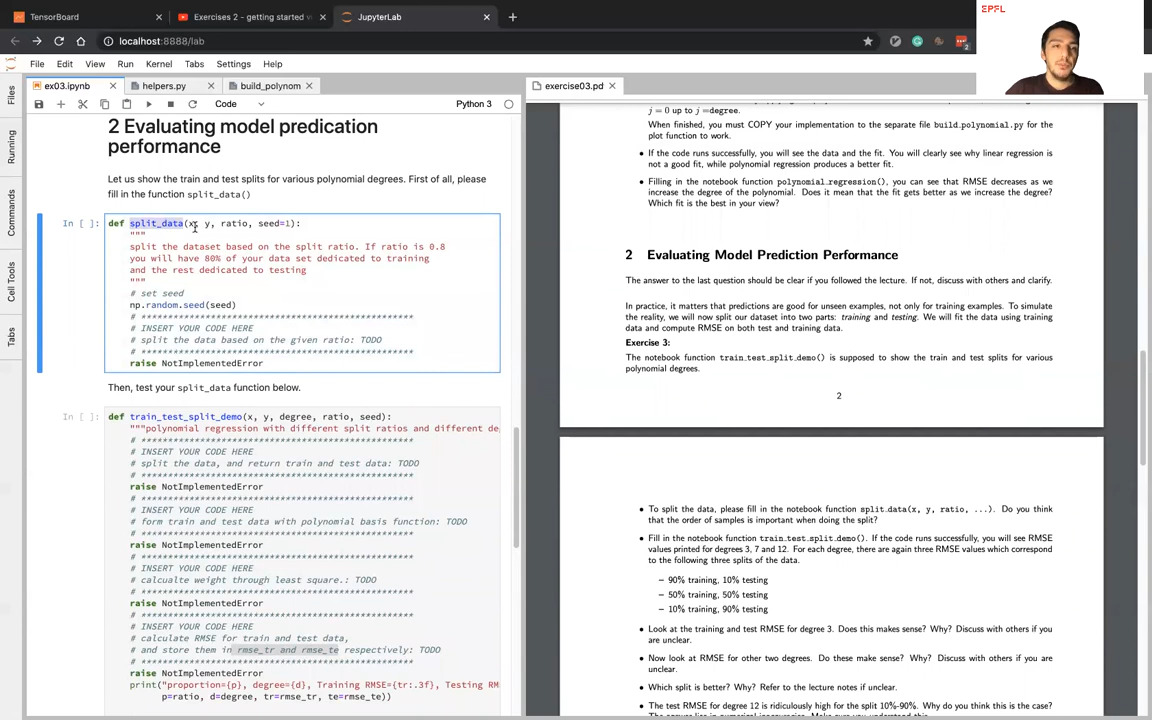 TensorBoard
Exercises 2 - getting started v
JupyterLab
EPFL
localhost:8888/lab
2
File Edit View Run Kernel Tabs Settings Help
Files
Running
Commands
Cell Tools
Tabs
ex03.ipynb
helpers.py
build_polynom
exercise03.pd
Code
Python 3
2 Evaluating model predication
performance
Let us show the train and test splits for various polynomial degrees. First of all, please
fill in the function split_data()
In [ ]:
def split_data(x, y, ratio, seed=1):
"""
split the dataset based on the split ratio. If ratio is 0.8
you will have 80% of your data set dedicated to training
and the rest dedicated to testing
"""
# set seed
np.random.seed(seed)
# ***************************************************
# INSERT YOUR CODE HERE
# split the data based on the given ratio: TODO
# ***************************************************
raise NotImplementedError
Then, test your split_data function below.
In [ ]:
def train_test_split_demo(x, y, degree, ratio, seed):
"""polynomial regression with different split ratios and different de
# ***************************************************
# INSERT YOUR CODE HERE
# split the data, and return train and test data: TODO
# ***************************************************
raise NotImplementedError
# ***************************************************
# INSERT YOUR CODE HERE
# form train and test data with polynomial basis function: TODO
# ***************************************************
raise NotImplementedError
# ***************************************************
# INSERT YOUR CODE HERE
# calcualte weight through least square.: TODO
# ***************************************************
raise NotImplementedError
# ***************************************************
# INSERT YOUR CODE HERE
# calculate RMSE for train and test data,
# and store them in rmse_tr and rmse_te respectively: TODO
# ***************************************************
raise NotImplementedError
print("proportion={p}, degree={d}, Training RMSE={tr:.3f}, Testing RM
p=ratio, d=degree, tr=rmse_tr, te=rmse_te))
j = 0 up to j =degree.
When finished, you must COPY your implementation to the separate file build_polynomial.py for the
plot function to work.
• If the code runs successfully, you will see the data and the fit. You will clearly see why linear regression is
not a good fit, while polynomial regression produces a better fit.
• Filling in the notebook function polynomial_regression(), you can see that RMSE decreases as we
increase the degree of the polynomial. Does it mean that the fit gets better as we increase the degree?
Which fit is the best in your view?
2 Evaluating Model Prediction Performance
The answer to the last question should be clear if you followed the lecture. If not, discuss with others and clarify.
In practice, it matters that predictions are good for unseen examples, not only for training examples. To simulate
the reality, we will now split our dataset into two parts: training and testing. We will fit the data using training
data and compute RMSE on both test and training data.
Exercise 3:
The notebook function train_test_split_demo() is supposed to show the train and test splits for various
polynomial degrees.
2
• To split the data, please fill in the notebook function split_data(x, y, ratio, ...). Do you think
that the order of samples is important when doing the split?
• Fill in the notebook function train_test_split_demo(). If the code runs successfully, you will see RMSE
values printed for degrees 3, 7 and 12. For each degree, there are again three RMSE values which correspond
to the following three splits of the data.
– 90% training, 10% testing
– 50% training, 50% testing
– 10% training, 90% testing
• Look at the training and test RMSE for degree 3. Does this makes sense? Why? Discuss with others if you
are unclear.
• Now look at RMSE for other two degrees. Do these make sense? Why? Discuss with others if you are
unclear.
• Which split is better? Why? Refer to the lecture notes if unclear.
• The test RMSE for degree 12 is ridiculously high for the split 10%-90%. Why do you think this is the case?